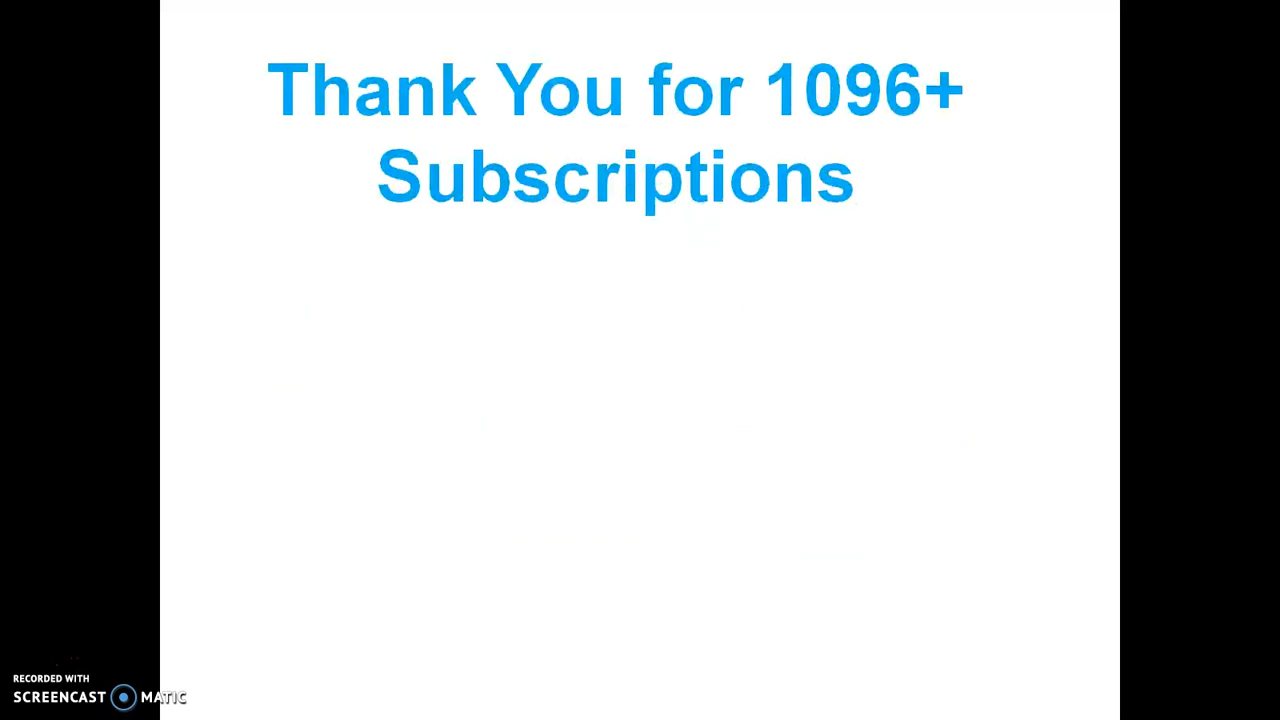 Thank You for 1096+
Subscriptions
RECORDED WITH
SCREENCAST MATIC